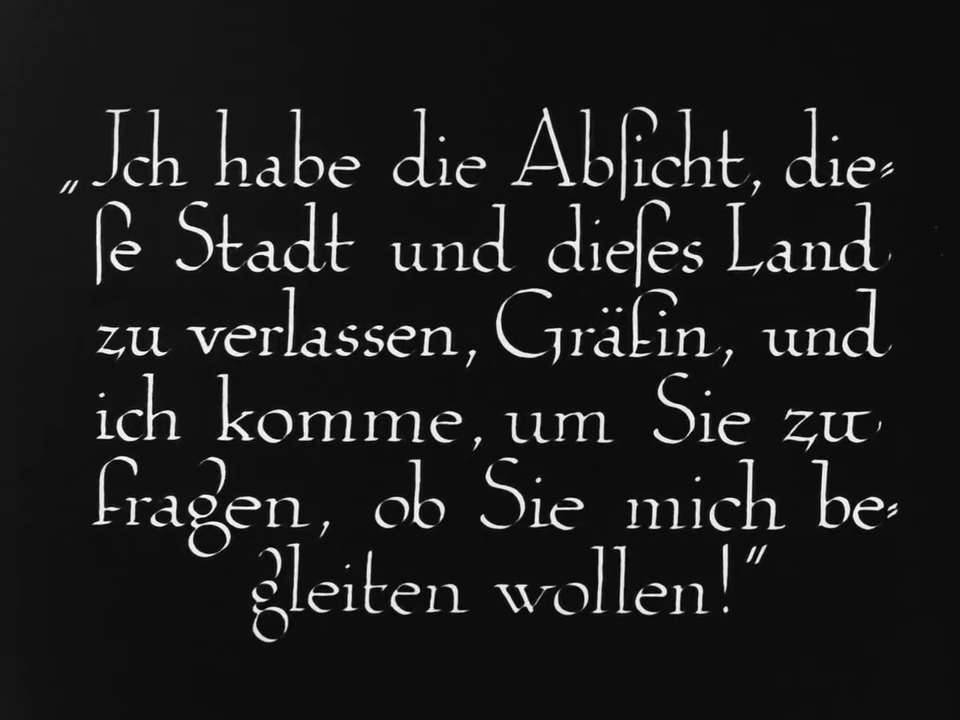 „Ich habe die Abſicht, die⸗
ſe Stadt und dieſes Land
zu verlassen, Gräfin, und
ich komme, um Sie zu
fragen, ob Sie mich be⸗
gleiten wollen!“